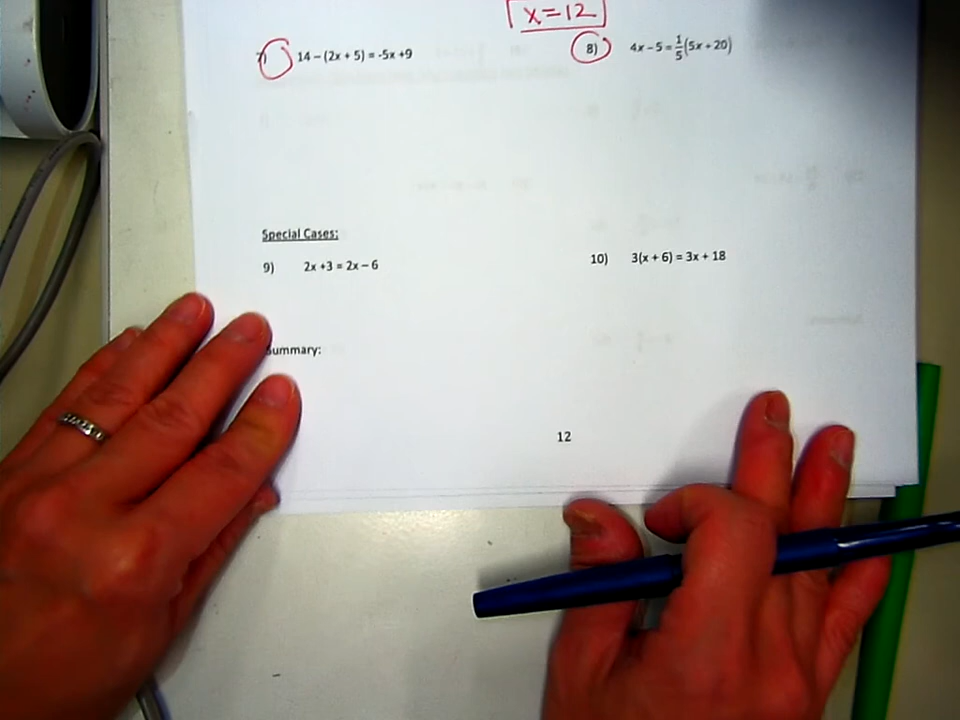 x=12
7) 14 – (2x + 5) = -5x +9
8) 4x – 5 = 1/5(5x + 20)
Special Cases:
9) 2x +3 = 2x – 6
10) 3(x + 6) = 3x + 18
Summary:
12